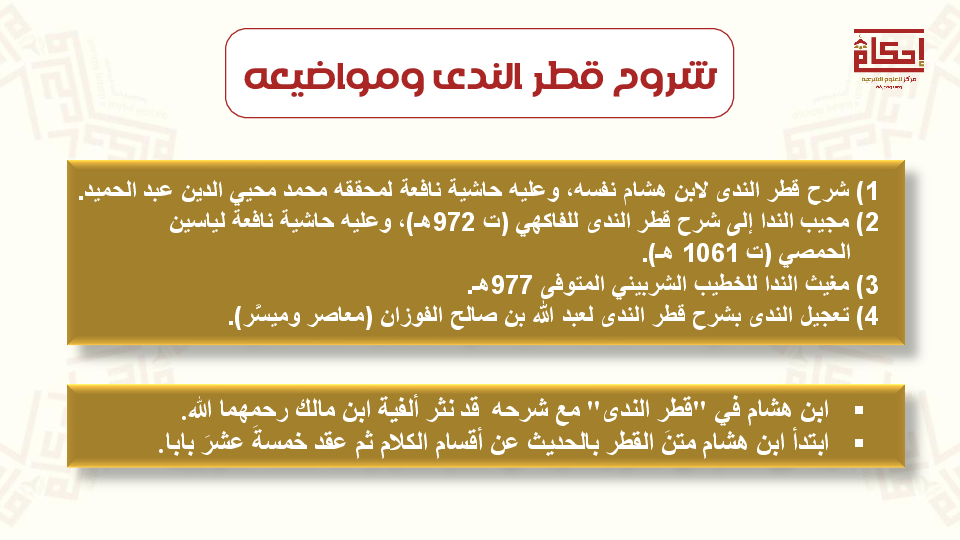 إحكام
مركز العلوم الشرعية
شروح قطر الندى ومواضيعه
1) شرح قطر الندى لابن هشام نفسه، وعليه حاشية نافعة لمحققه محمد محيي الدين عبد الحميد.
2) مجيب الندا إلى شرح قطر الندى للفاكهي (ت 972هـ)، وعليه حاشية نافعة لياسين
الحمصي (ت 1061 هـ).
3) مغيث الندا للخطيب الشربيني المتوفى 977هـ.
4) تعجيل الندى بشرح قطر الندى لعبد الله بن صالح الفوزان (معاصر وميسَّر).
▪ ابن هشام في "قطر الندى" مع شرحه قد نثر ألفية ابن مالك رحمهما الله.
▪ ابتدأ ابن هشام متنَ القطر بالحديث عن أقسام الكلام ثم عقد خمسةَ عشرَ بابا.